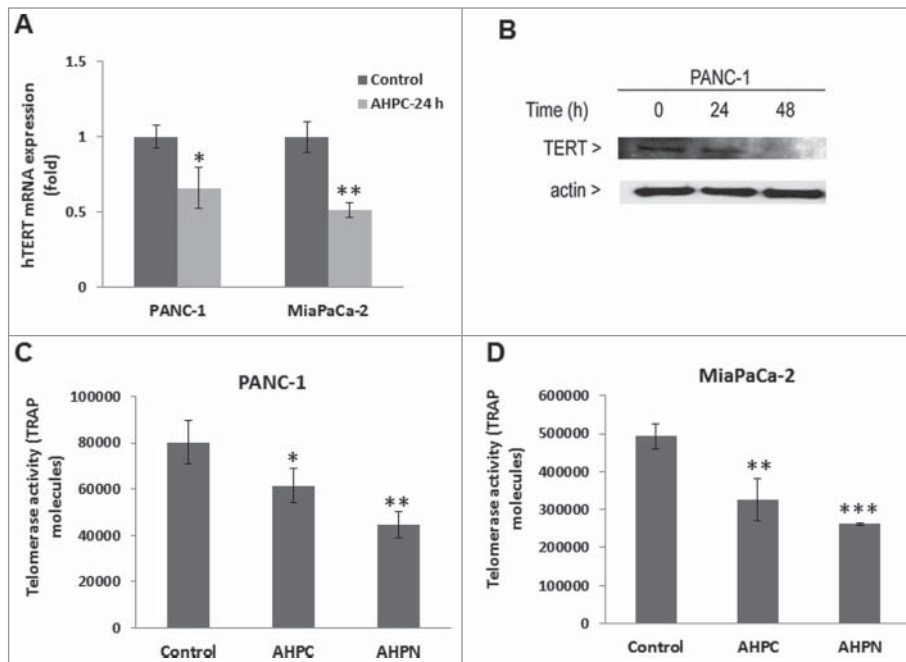 A
hTERT mRNA expression
(fold)
1.5
1
0.5
0
Control
AHPC-24 h
*
**
PANC-1
MiaPaCa-2
B
PANC-1
Time (h) 0 24 48
TERT >
actin >
C
PANC-1
Telomerase activity (TRAP
molecules)
100000
80000
60000
40000
20000
0
*
**
Control AHPC AHPN
D
MiaPaCa-2
Telomerase activity (TRAP
molecules)
600000
500000
400000
300000
200000
100000
0
**
***
Control AHPC AHPN